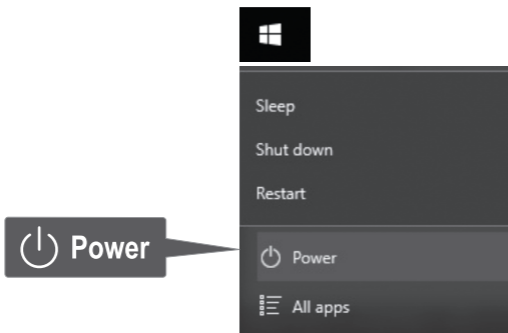 Sleep
Shut down
Restart
Power
Power
All apps